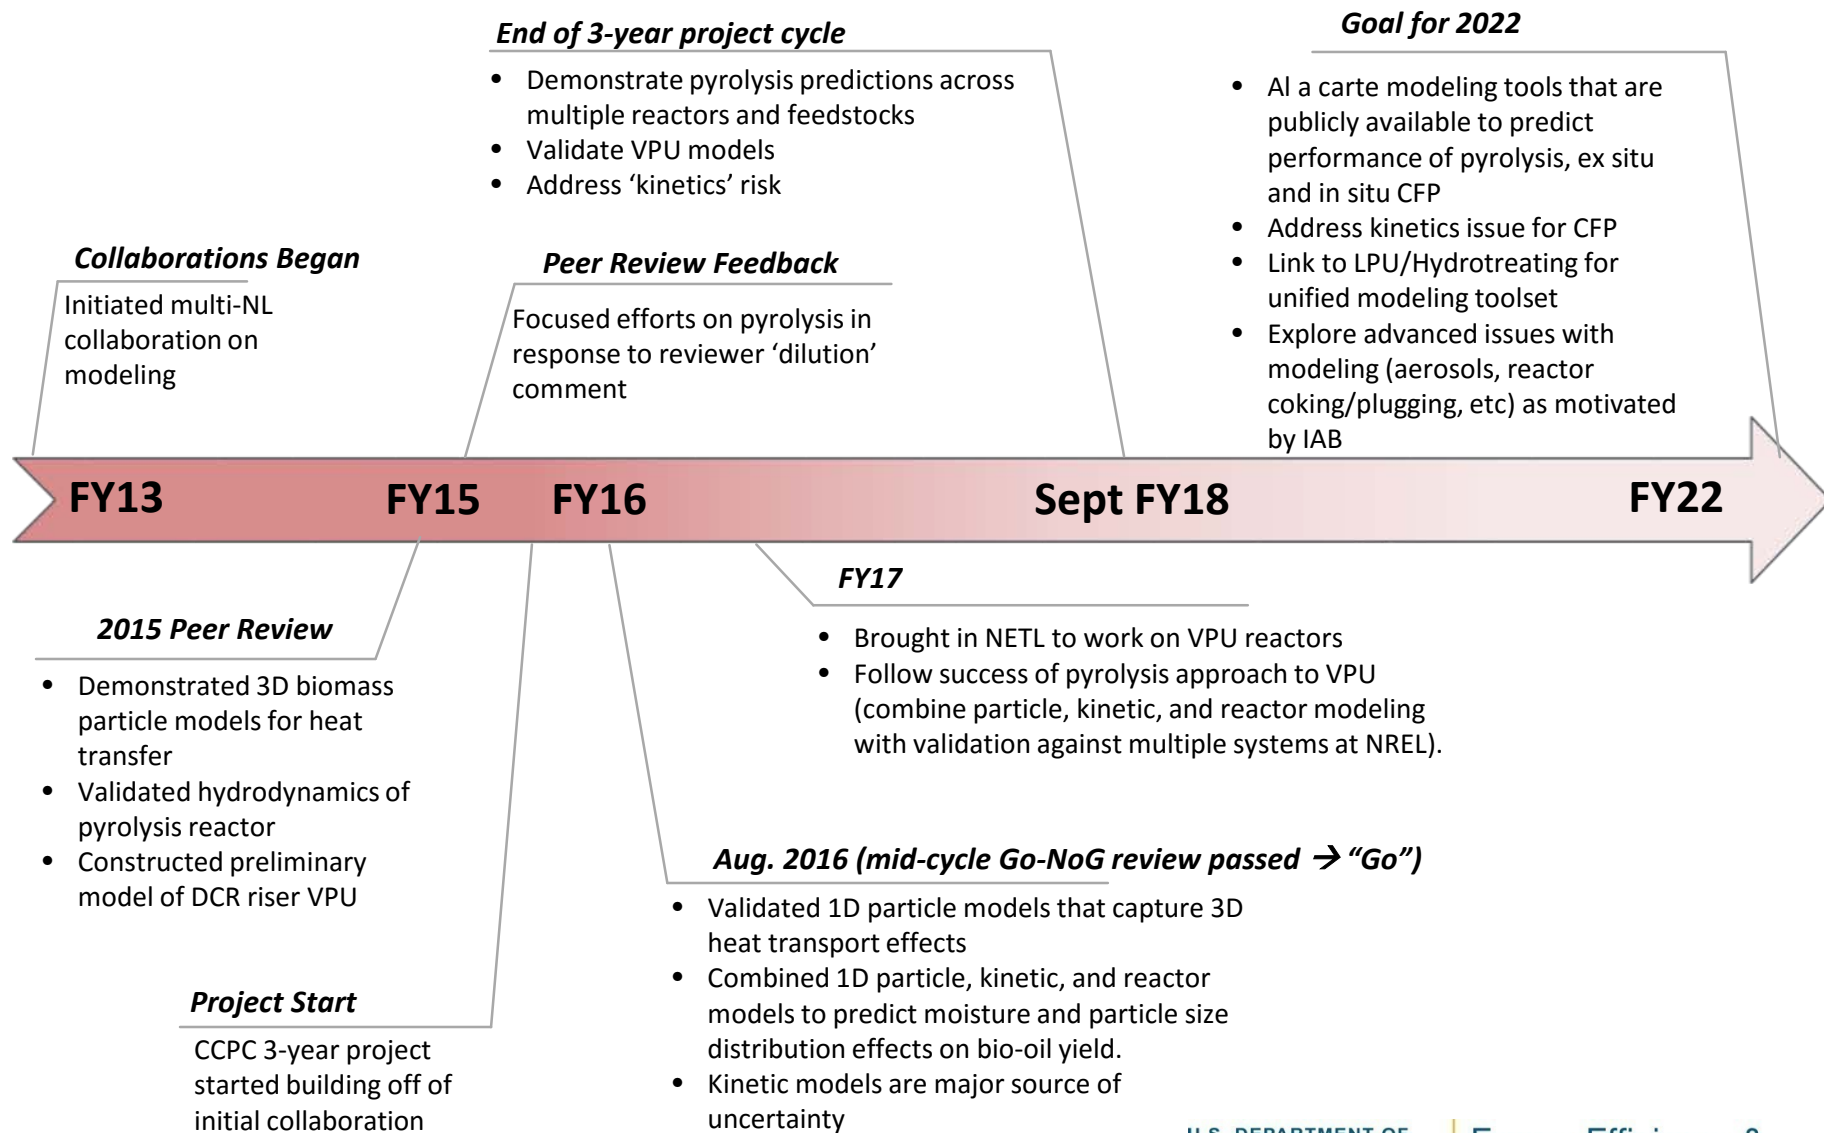 End of 3-year project cycle
• Demonstrate pyrolysis predictions across
multiple reactors and feedstocks
• Validate VPU models
• Address ‘kinetics’ risk
Goal for 2022
• Al a carte modeling tools that are
publicly available to predict
performance of pyrolysis, ex situ
and in situ CFP
• Address kinetics issue for CFP
• Link to LPU/Hydrotreating for
unified modeling toolset
• Explore advanced issues with
modeling (aerosols, reactor
coking/plugging, etc) as motivated
by IAB
Collaborations Began
Initiated multi-NL
collaboration on
modeling
Peer Review Feedback
Focused efforts on pyrolysis in
response to reviewer ‘dilution’
comment
FY13 FY15 FY16 Sept FY18 FY22
2015 Peer Review
• Demonstrated 3D biomass
particle models for heat
transfer
• Validated hydrodynamics of
pyrolysis reactor
• Constructed preliminary
model of DCR riser VPU
FY17
• Brought in NETL to work on VPU reactors
• Follow success of pyrolysis approach to VPU
(combine particle, kinetic, and reactor modeling
with validation against multiple systems at NREL).
Project Start
CCPC 3-year project
started building off of
initial collaboration
Aug. 2016 (mid-cycle Go-NoG review passed → “Go”)
• Validated 1D particle models that capture 3D
heat transport effects
• Combined 1D particle, kinetic, and reactor
models to predict moisture and particle size
distribution effects on bio-oil yield.
• Kinetic models are major source of
uncertainty